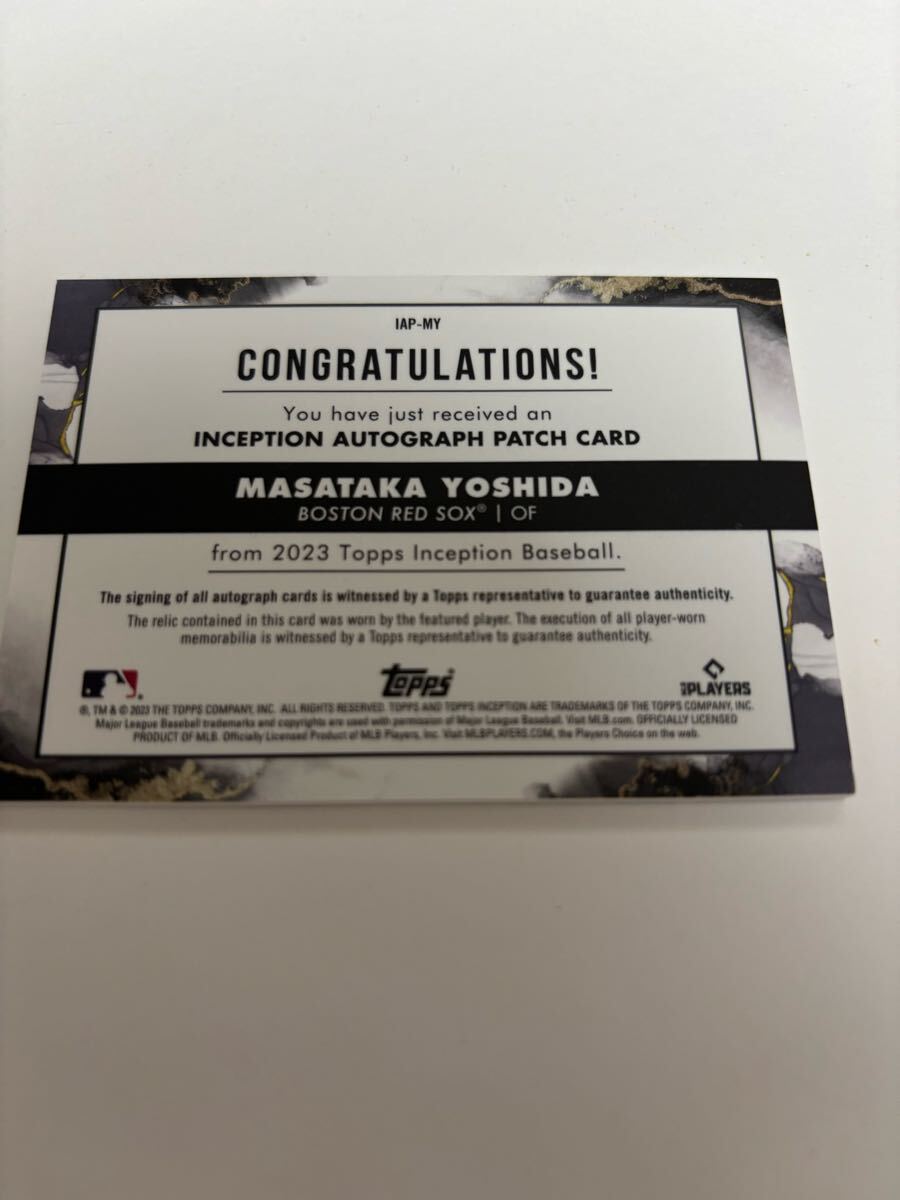 IAP-MY
CONGRATULATIONS!
You have just received an
INCEPTION AUTOGRAPH PATCH CARD
MASATAKA YOSHIDA
BOSTON RED SOX® | OF
from 2023 Topps Inception Baseball.
The signing of all autograph cards is witnessed by a Topps representative to guarantee authenticity.
The relic contained in this card was worn by the featured player. The execution of all player-worn
memorabilia is witnessed by a Topps representative to guarantee authenticity.
topps
PLAYERS
®, TM & © 2023 THE TOPPS COMPANY, INC. ALL RIGHTS RESERVED. TOPPS AND TOPPS INCEPTION ARE TRADEMARKS OF THE TOPPS COMPANY, INC.
Major League Baseball trademarks and copyrights are used with permission of Major League Baseball. Visit MLB.com. OFFICIALLY LICENSED
PRODUCT OF MLB. Officially Licensed Product of MLB Players, Inc. Visit MLBPLAYERS.COM, the Players Choice on the web.